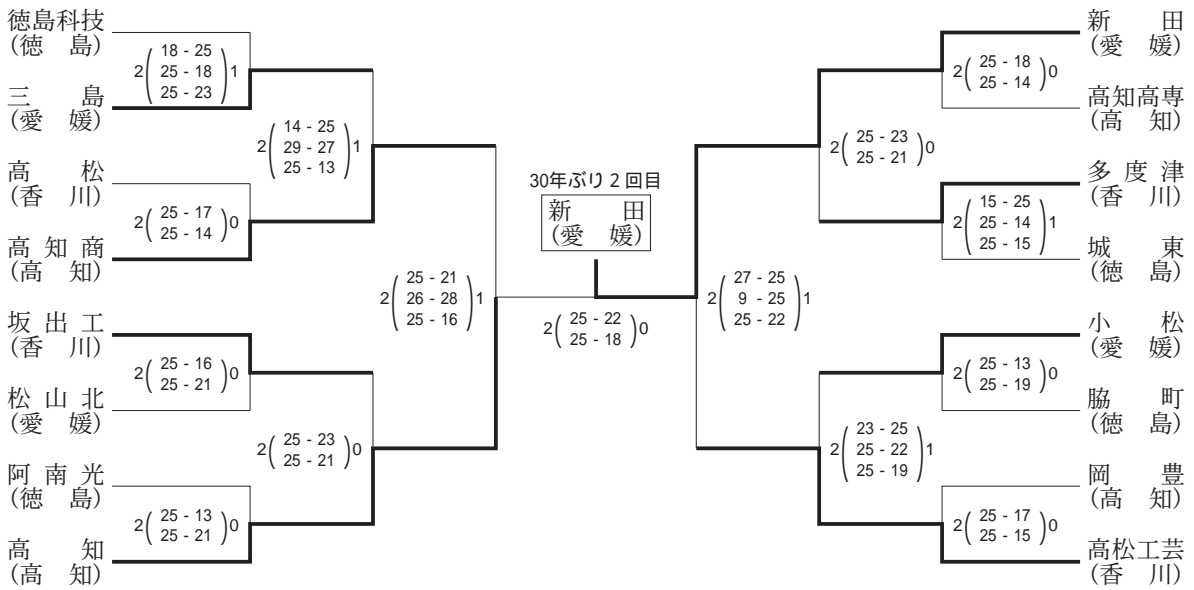 徳島科技
(徳 島)
三 島
(愛 媛)
高 松
(香 川)
高 知 商
(高 知)
坂 出 工
(香 川)
松 山 北
(愛 媛)
阿 南 光
(徳 島)
高 知
(高 知)
2( 18 - 25
25 - 18
25 - 23 )1
2( 25 - 17
25 - 14 )0
2( 25 - 16
25 - 21 )0
2( 25 - 13
25 - 21 )0
2( 14 - 25
29 - 27
25 - 13 )1
2( 25 - 23
25 - 21 )0
2( 25 - 21
26 - 28
25 - 16 )1
30年ぶり2回目
新 田
(愛 媛)
2( 25 - 22
25 - 18 )0
2( 27 - 25
9 - 25
25 - 22 )1
2( 25 - 23
25 - 21 )0
2( 23 - 25
25 - 22
25 - 19 )1
2( 25 - 18
25 - 14 )0
2( 15 - 25
25 - 14
25 - 15 )1
2( 25 - 13
25 - 19 )0
2( 25 - 17
25 - 15 )0
新 田
(愛 媛)
高知高専
(高 知)
多 度 津
(香 川)
城 東
(徳 島)
小 松
(愛 媛)
脇 町
(徳 島)
岡 豊
(高 知)
高松工芸
(香 川)